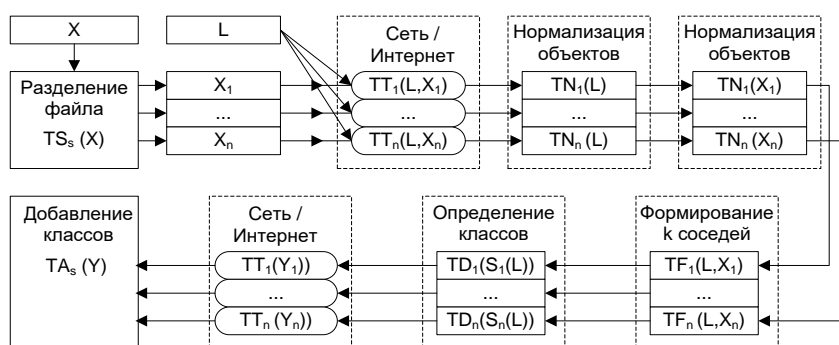 X
L
Сеть /
Интернет
Нормализация
объектов
Нормализация
объектов
Разделение
файла
TSₛ (X)
X₁
...
Xₙ
TT₁(L,X₁)
...
TTₙ(L,Xₙ)
TN₁(L)
...
TNₙ(L)
TN₁(X₁)
...
TNₙ(Xₙ)
Добавление
классов
TAₛ (Y)
Сеть /
Интернет
TT₁(Y₁))
...
TTₙ (Yₙ))
Определение
классов
TD₁(S₁(L))
...
TDₙ(Sₙ(L))
Формирование
k соседей
TF₁(L,X₁)
...
TFₙ(L,Xₙ)